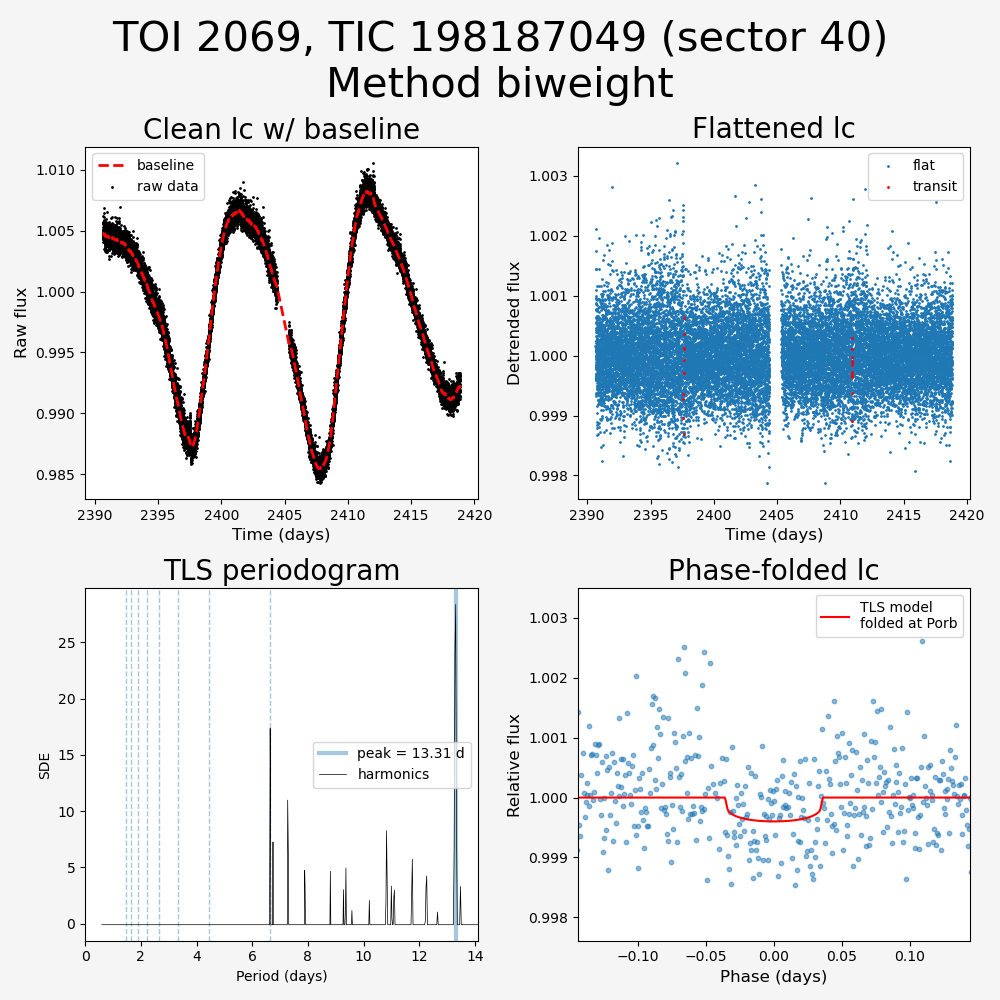 TOI 2069, TIC 198187049 (sector 40)
Method biweight
Clean lc w/ baseline
baseline
raw data
1.010
1.005
1.000
0.995
0.990
0.985
Raw flux
2390 2395 2400 2405 2410 2415 2420
Time (days)
Flattened lc
flat
transit
1.003
1.002
1.001
1.000
0.999
0.998
Detrended flux
2390 2395 2400 2405 2410 2415 2420
Time (days)
TLS periodogram
peak = 13.31 d
harmonics
25
20
15
10
5
0
SDE
0 2 4 6 8 10 12 14
Period (days)
Phase-folded lc
TLS model
folded at Porb
1.003
1.002
1.001
1.000
0.999
0.998
Relative flux
−0.10 −0.05 0.00 0.05 0.10
Phase (days)